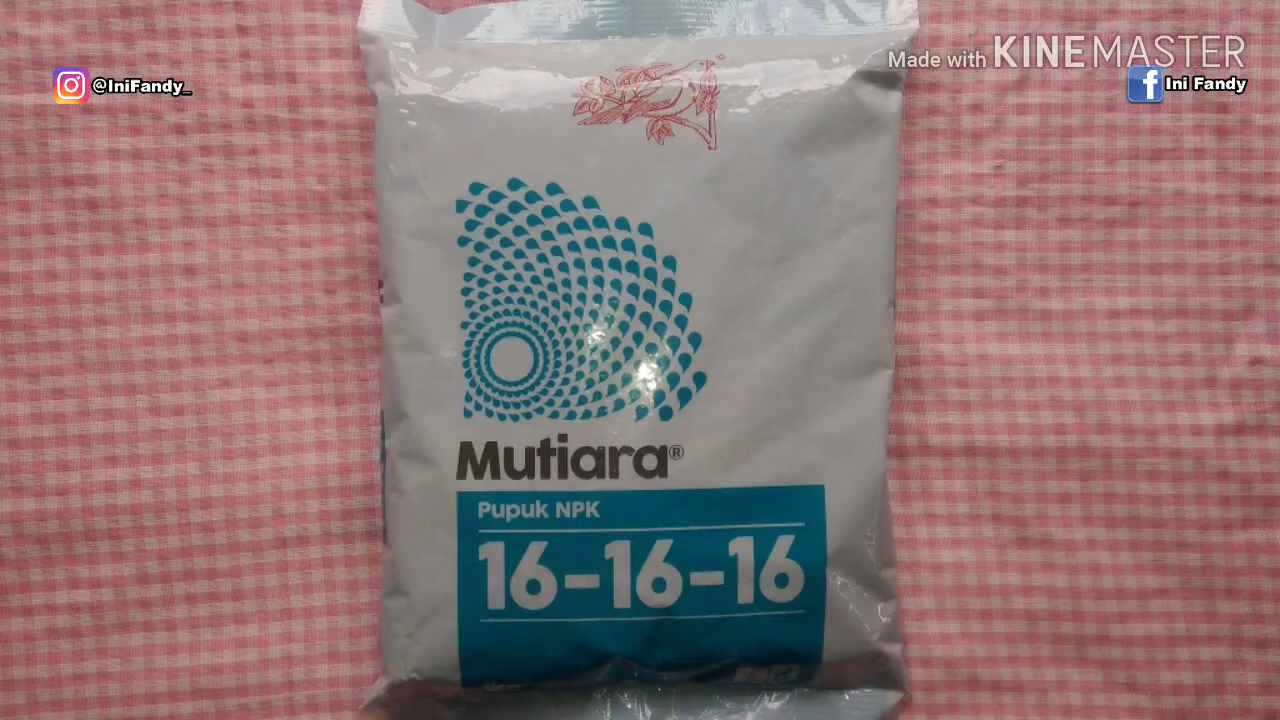 Made with KINEMASTER
@IniFandy_
Ini Fandy
Mutiara®
Pupuk NPK
16-16-16